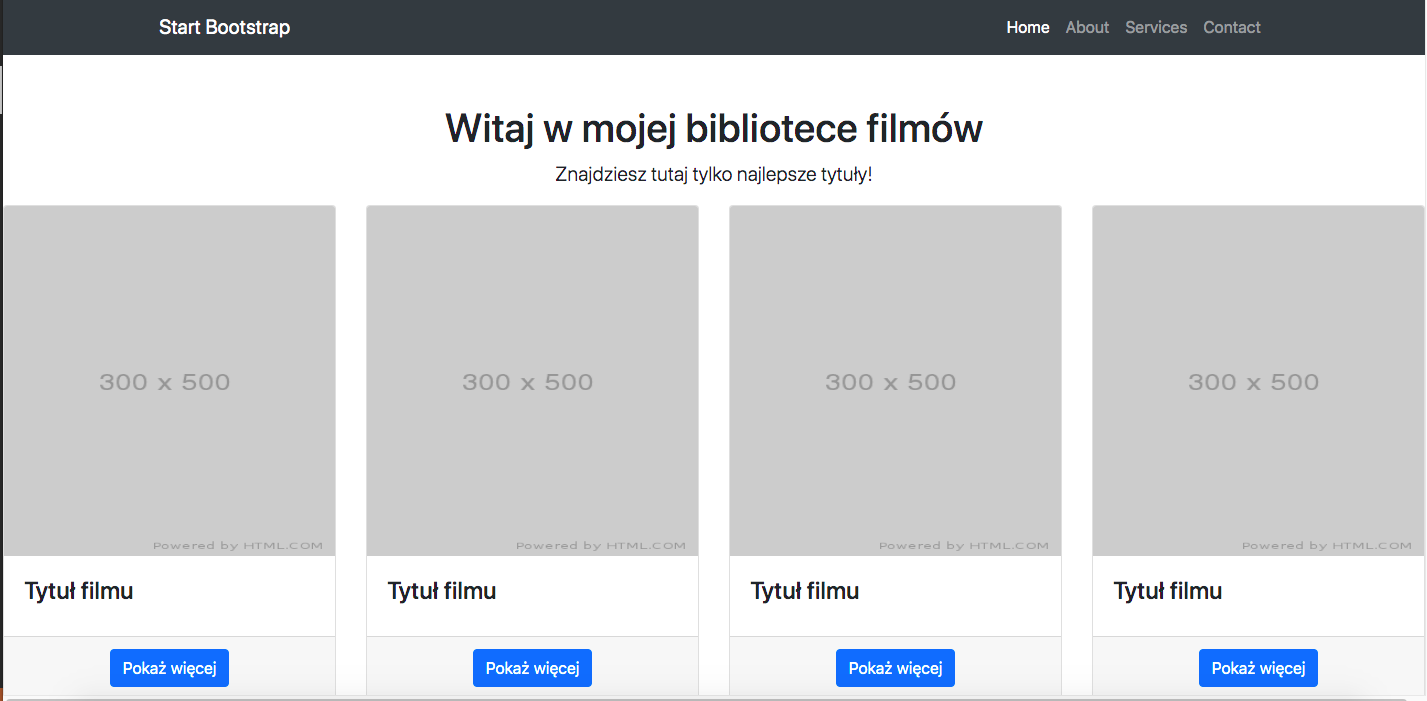 Start Bootstrap Home About Services Contact
Witaj w mojej bibliotece filmów
Znajdziesz tutaj tylko najlepsze tytuły!
300 x 500 300 x 500 300 x 500 300 x 500
Powered by HTML.COM Powered by HTML.COM Powered by HTML.COM Powered by HTML.COM
Tytuł filmu Tytuł filmu Tytuł filmu Tytuł filmu
Pokaż więcej Pokaż więcej Pokaż więcej Pokaż więcej